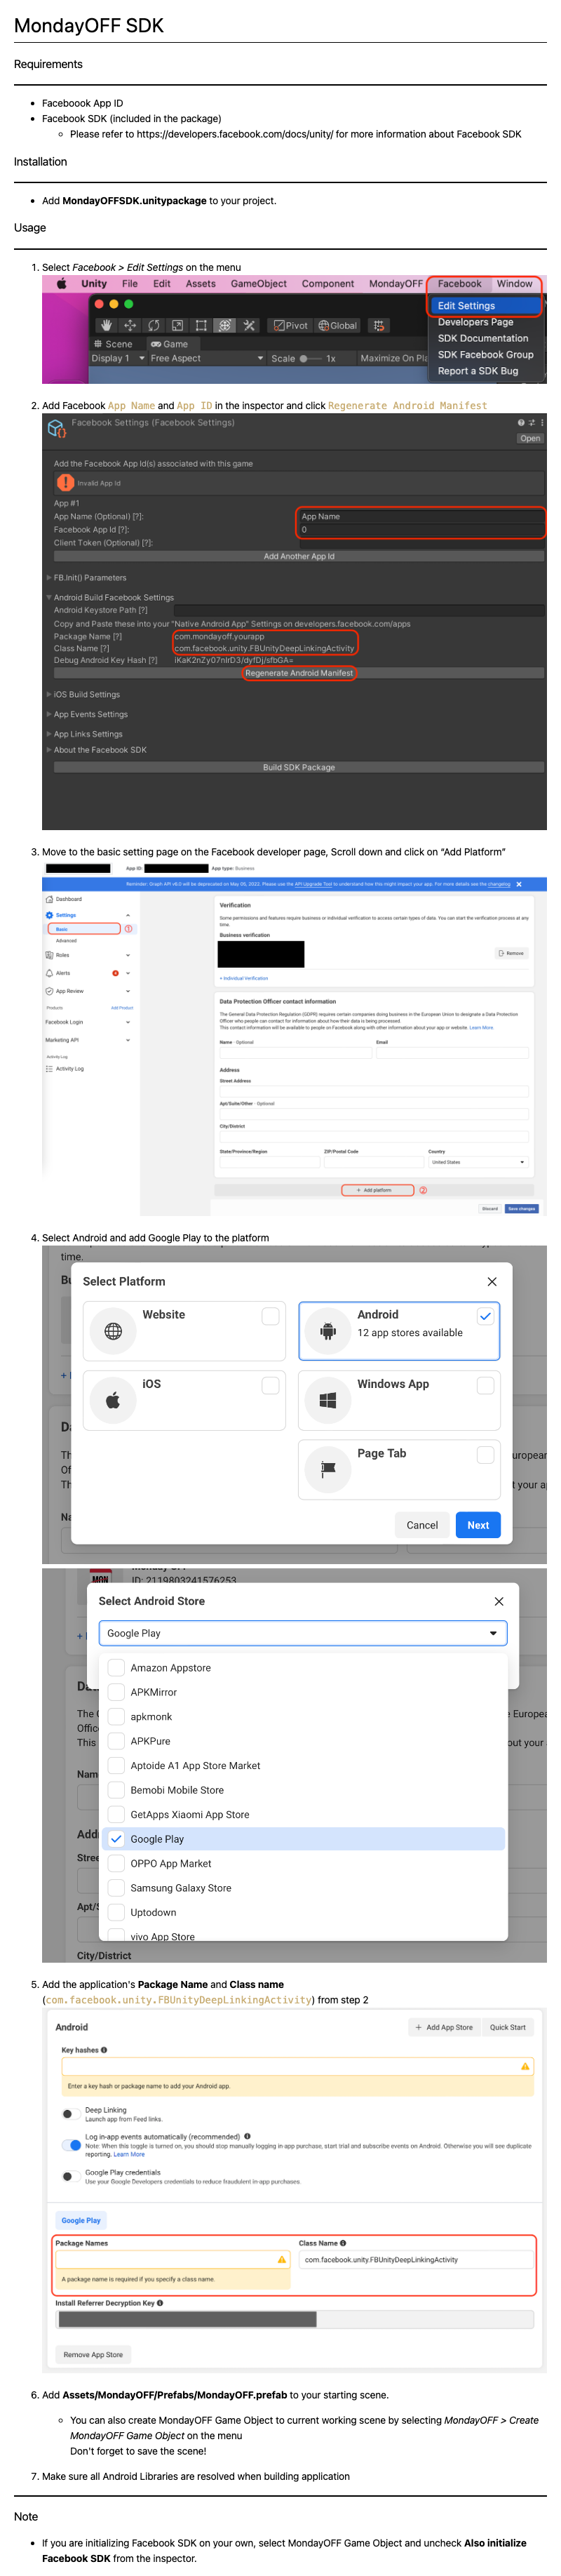 MondayOFF SDK
Requirements
Faceboook App ID
Facebook SDK (included in the package)
Please refer to https://developers.facebook.com/docs/unity/ for more information about Facebook SDK
Installation
Add MondayOFFSDK.unitypackage to your project.
Usage
1. Select Facebook > Edit Settings on the menu
Unity File Edit Assets GameObject Component MondayOFF Facebook Window
Edit Settings
Developers Page
SDK Documentation
SDK Facebook Group
Report a SDK Bug
Pivot Global
Scene Game
Display 1 Free Aspect Scale 1x Maximize On Pl
2. Add Facebook App Name and App ID in the inspector and click Regenerate Android Manifest
Facebook Settings (Facebook Settings)
Open
Add the Facebook App Id(s) associated with this game
Invalid App Id
App #1
App Name (Optional) [?]: App Name
Facebook App Id [?]: 0
Client Token (Optional) [?]:
Add Another App Id
FB.Init() Parameters
Android Build Facebook Settings
Android Keystore Path [?]
Copy and Paste these into your "Native Android App" Settings on developers.facebook.com/apps
Package Name [?] com.mondayoff.yourapp
Class Name [?] com.facebook.unity.FBUnityDeepLinkingActivity
Debug Android Key Hash [?] iKaK2nZy07nIrD3/dyfDj/sfbGA=
Regenerate Android Manifest
iOS Build Settings
App Events Settings
App Links Settings
About the Facebook SDK
Build SDK Package
3. Move to the basic setting page on the Facebook developer page, Scroll down and click on “Add Platform”
App ID: App type: Business
Reminder: Graph API v8.0 will be deprecated on May 05, 2023. Please use the API Upgrade Tool to understand how this might impact your app. For more details see the changelog.
Dashboard
Settings
Basic ①
Advanced
Roles
Alerts
App Review
Products Add Product
Facebook Login
Marketing API
Activity Log
Activity Log
Verification
Some permissions and features require business or individual verification to access certain types of data. You can start the verification process at any time.
Business verification
Remove
+ Individual Verification
Data Protection Officer contact information
The General Data Protection Regulation (GDPR) requires certain companies doing business in the European Union to designate a Data Protection
Officer who people can contact for information about how their data is being processed.
This contact information will be available to people on Facebook along with other information about your app or website. Learn More.
Name · Optional Email
Address
Street Address
Apt/Suite/Other · Optional
City/District
State/Province/Region ZIP/Postal Code Country
United States
+ Add platform ②
Discard Save changes
4. Select Android and add Google Play to the platform
time.
Bu
Select Platform
Website
Android
12 app stores available
iOS
Windows App
Page Tab
Cancel Next
ID: 2119803241576253
Select Android Store
Google Play
Amazon Appstore
APKMirror
apkmonk
APKPure
Aptoide A1 App Store Market
Bemobi Mobile Store
GetApps Xiaomi App Store
Google Play
OPPO App Market
Samsung Galaxy Store
Uptodown
vivo App Store
City/District
5. Add the application's Package Name and Class name
(com.facebook.unity.FBUnityDeepLinkingActivity) from step 2
Android
+ Add App Store Quick Start
Key hashes
Enter a key hash or package name to add your Android app.
Deep Linking
Launch app from Feed links.
Log in-app events automatically (recommended)
Note: When this toggle is turned on, you should stop manually logging in app purchase, start trial and subscribe events on Android. Otherwise you will see duplicate
reporting. Learn More
Google Play credentials
Use your Google Developers credentials to reduce fraudulent in-app purchases.
Google Play
Package Names Class Name
com.facebook.unity.FBUnityDeepLinkingActivity
A package name is required if you specify a class name.
Install Referrer Decryption Key
Remove App Store
6. Add Assets/MondayOFF/Prefabs/MondayOFF.prefab to your starting scene.
You can also create MondayOFF Game Object to current working scene by selecting MondayOFF > Create
MondayOFF Game Object on the menu
Don't forget to save the scene!
7. Make sure all Android Libraries are resolved when building application
Note
If you are initializing Facebook SDK on your own, select MondayOFF Game Object and uncheck Also initialize
Facebook SDK from the inspector.